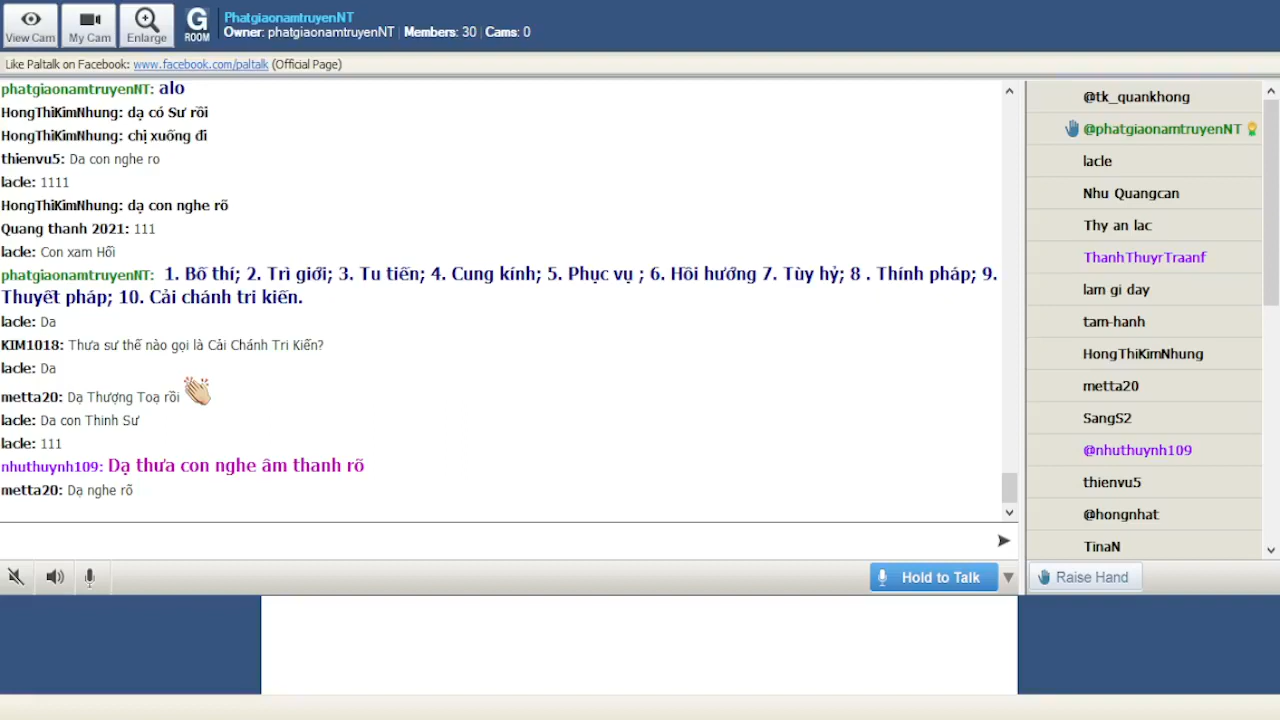 View Cam
My Cam
Enlarge
G
ROOM
PhatgiaonamtruyenNT
Owner: phatgiaonamtruyenNT | Members: 30 | Cams: 0
Like Paltalk on Facebook: www.facebook.com/paltalk (Official Page)
phatgiaonamtruyenNT: alo
HongThiKimNhung: dạ có Sư rồi
HongThiKimNhung: chị xuống đi
thienvu5: Da con nghe ro
lacle: 1111
HongThiKimNhung: dạ con nghe rõ
Quang thanh 2021: 111
lacle: Con xam Hối
phatgiaonamtruyenNT: 1. Bố thí; 2. Trì giới; 3. Tu tiến; 4. Cung kính; 5. Phục vụ ; 6. Hồi hướng 7. Tùy hỷ; 8 . Thính pháp; 9.
Thuyết pháp; 10. Cải chánh tri kiến.
lacle: Da
KIM1018: Thưa sư thế nào gọi là Cải Chánh Tri Kiến?
lacle: Da
metta20: Dạ Thượng Toạ rồi
lacle: Da con Thinh Sư
lacle: 111
nhuthuynh109: Dạ thưa con nghe âm thanh rõ
metta20: Dạ nghe rõ
@tk_quankhong
@phatgiaonamtruyenNT
lacle
Nhu Quangcan
Thy an lac
ThanhThuyrTraanf
lam gi day
tam-hanh
HongThiKimNhung
metta20
SangS2
@nhuthuynh109
thienvu5
@hongnhat
TinaN
Hold to Talk
Raise Hand